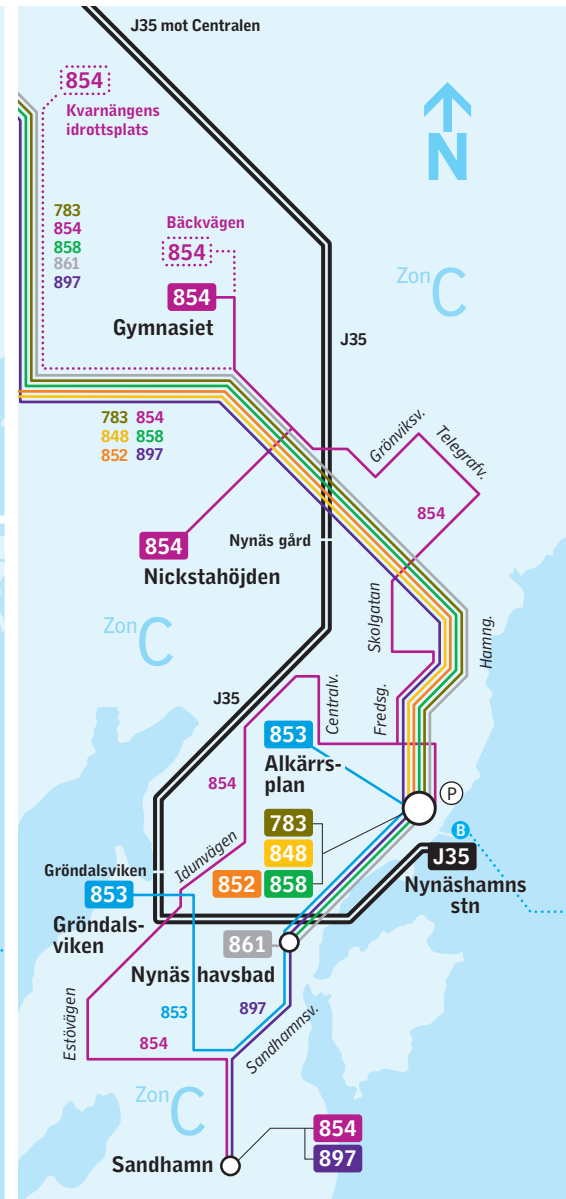 J35 mot Centralen
854
Kvarnängens
idrottsplats
N
783
854
858
861
897
Bäckvägen
854
854
Gymnasiet
Zon C
J35
783 854
848 858
852 897
Grönviksv.
Telegrafv.
854
854
Nickstahöjden
Nynäs gård
Zon C
Skolgatan
Hamng.
J35
Centralv.
Fredsg.
853
Alkärrs-
plan
854
P
783
848
852 858
B
J35
Nynäshamns
stn
Idunvägen
Gröndalsviken
853
Gröndals-
viken
861
Nynäs havsbad
Estövägen
853
897
Sandhamnsv.
854
Zon C
854
897
Sandhamn